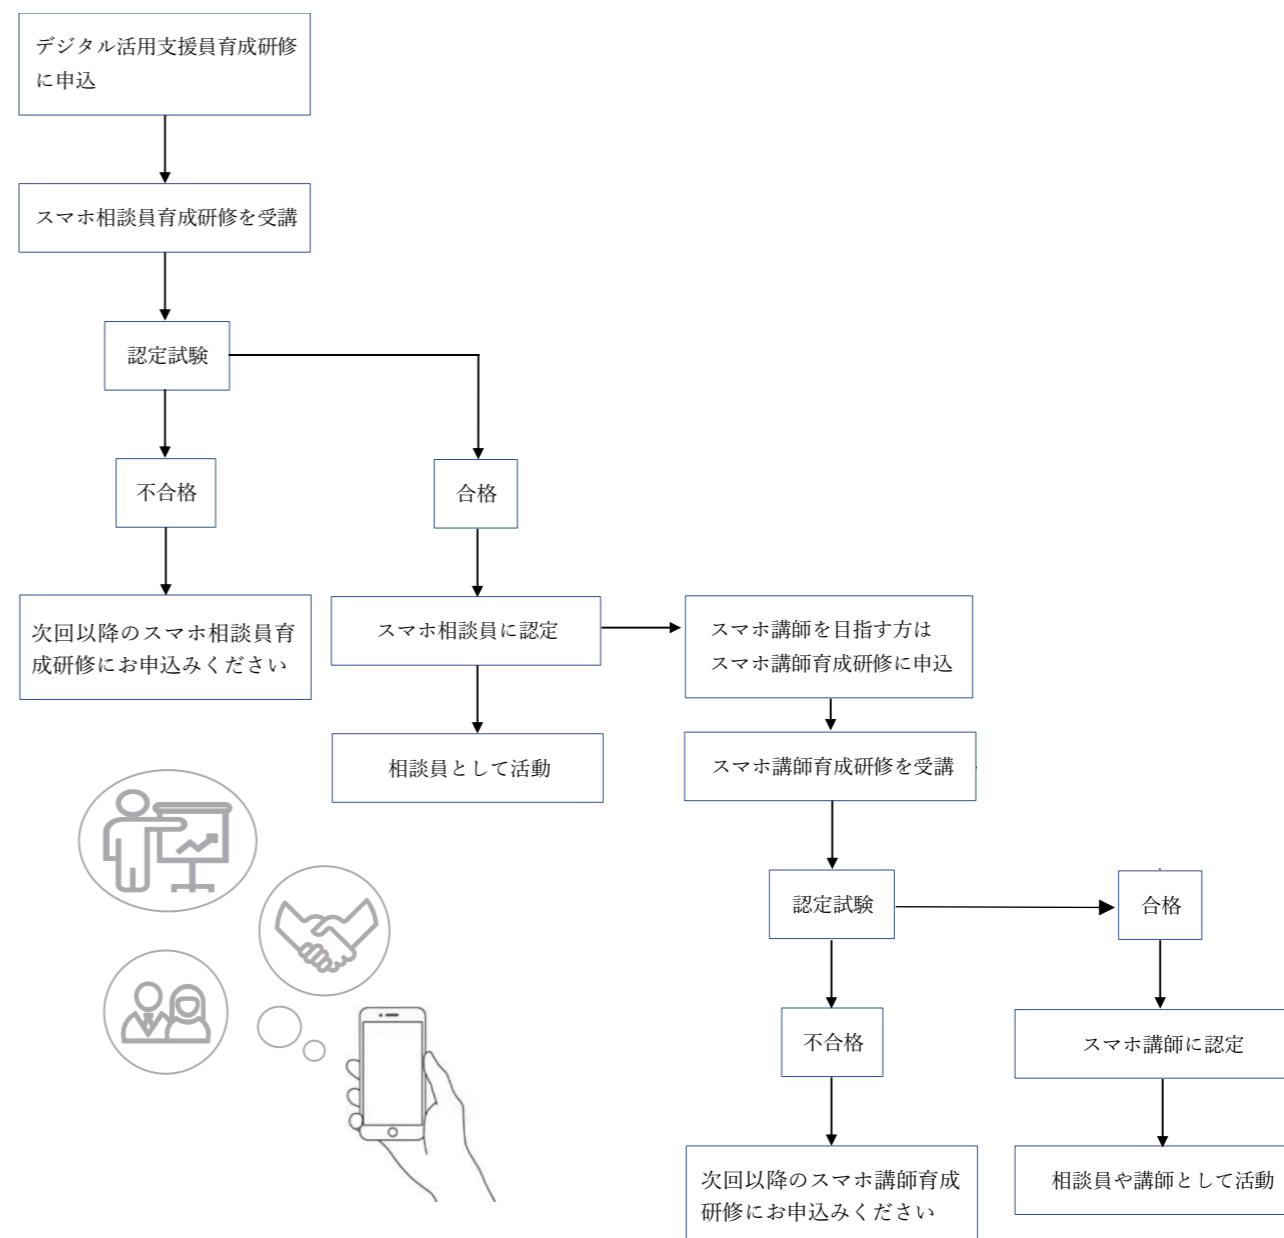 デジタル活用支援員育成研修
に申込
スマホ相談員育成研修を受講
認定試験
不合格
合格
次回以降のスマホ相談員育
成研修にお申込みください
スマホ相談員に認定
スマホ講師を目指す方は
スマホ講師育成研修に申込
相談員として活動
スマホ講師育成研修を受講
認定試験
合格
不合格
スマホ講師に認定
次回以降のスマホ講師育成
研修にお申込みください
相談員や講師として活動